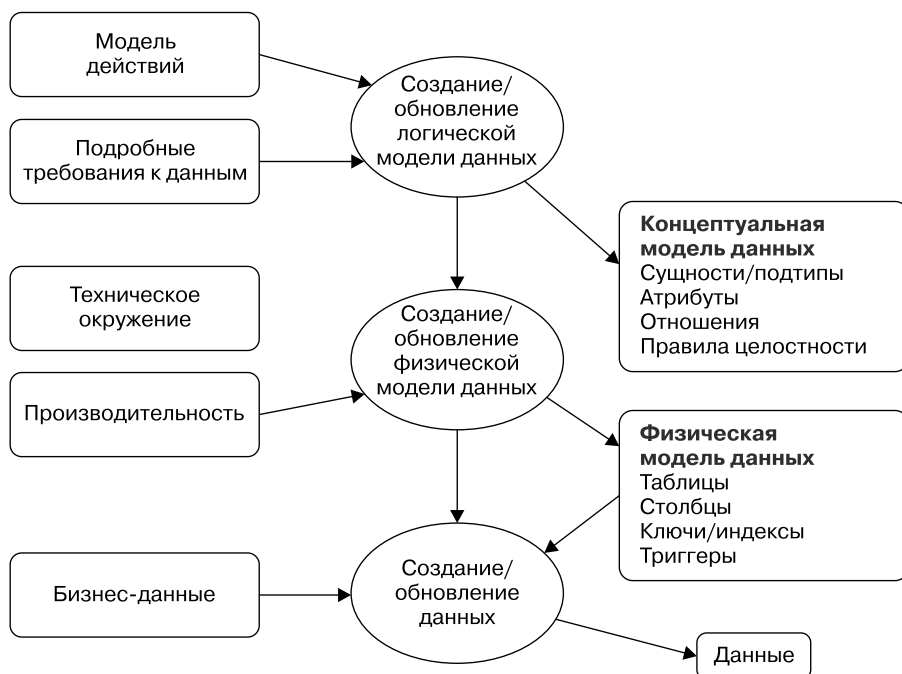 Модель
действий
Создание/
обновление
логической
модели данных
Подробные
требования к данным
Концептуальная
модель данных
Сущности/подтипы
Атрибуты
Отношения
Правила целостности
Техническое
окружение
Создание/
обновление
физической
модели данных
Производительность
Физическая
модель данных
Таблицы
Столбцы
Ключи/индексы
Триггеры
Бизнес-данные
Создание/
обновление
данных
Данные